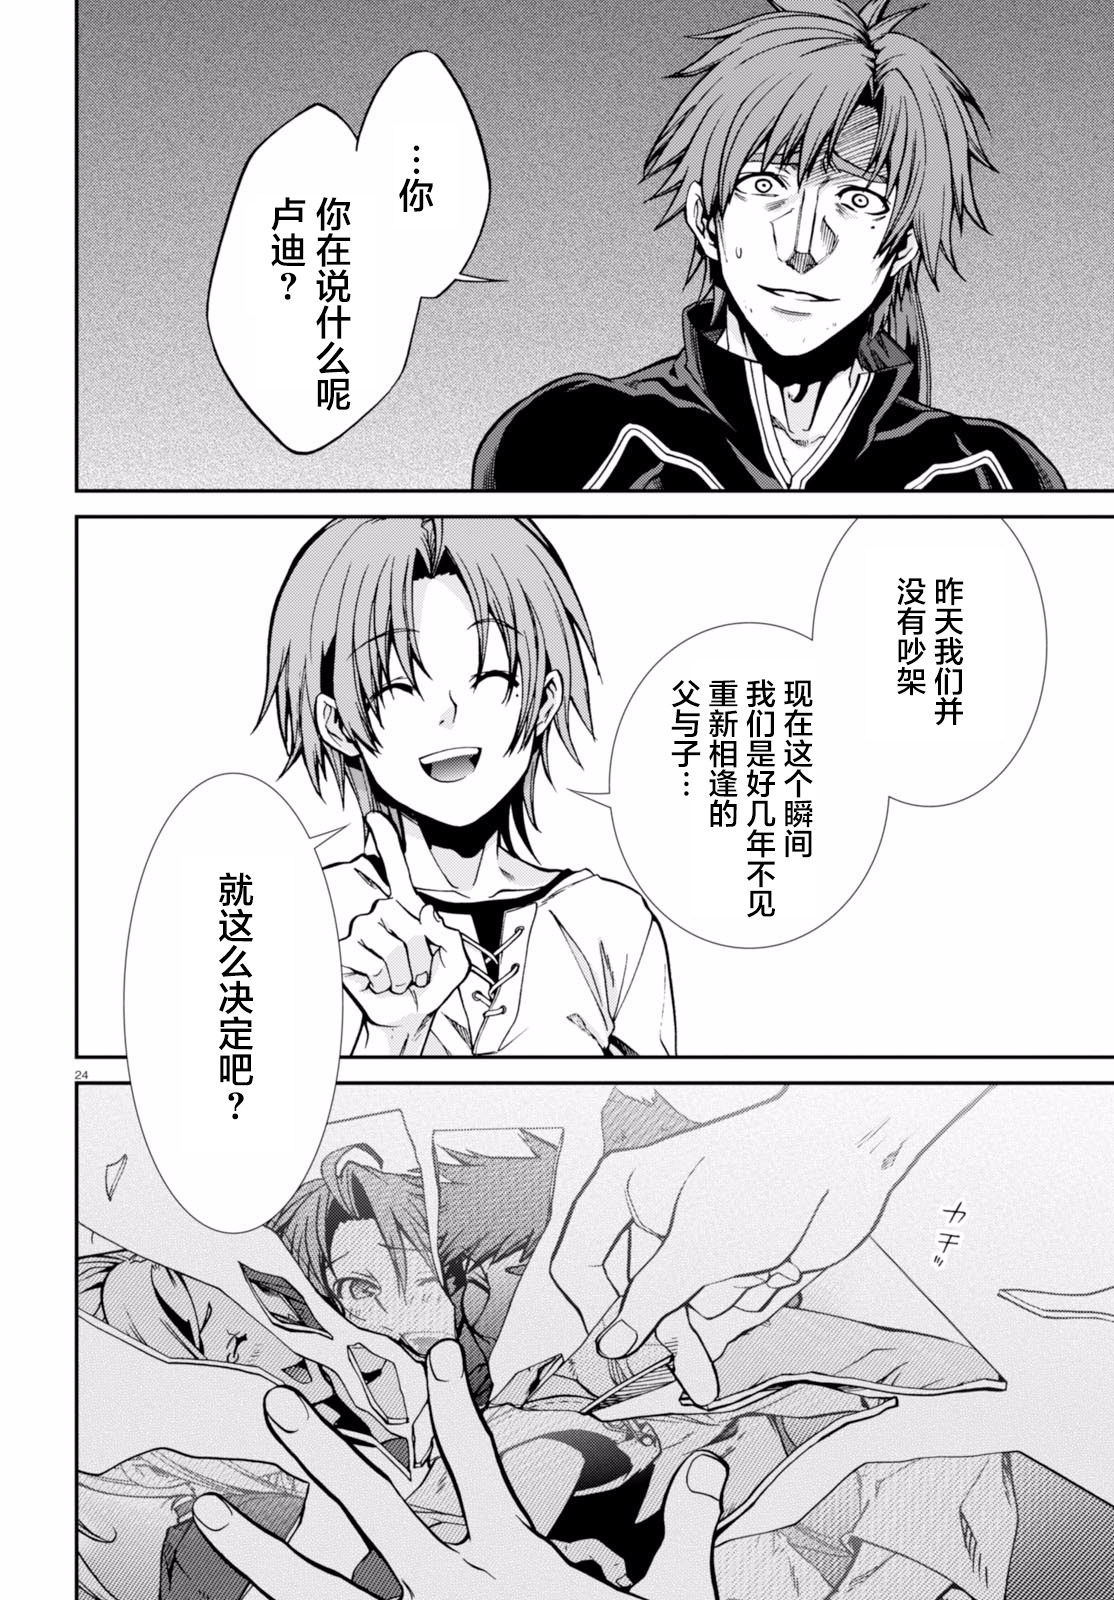 …你
你在说什么呢
卢迪？
昨天我们并
没有吵架
现在这个瞬间
我们是好几年不见
重新相逢的
父与子…
就这么决定吧？
24
カチ〃